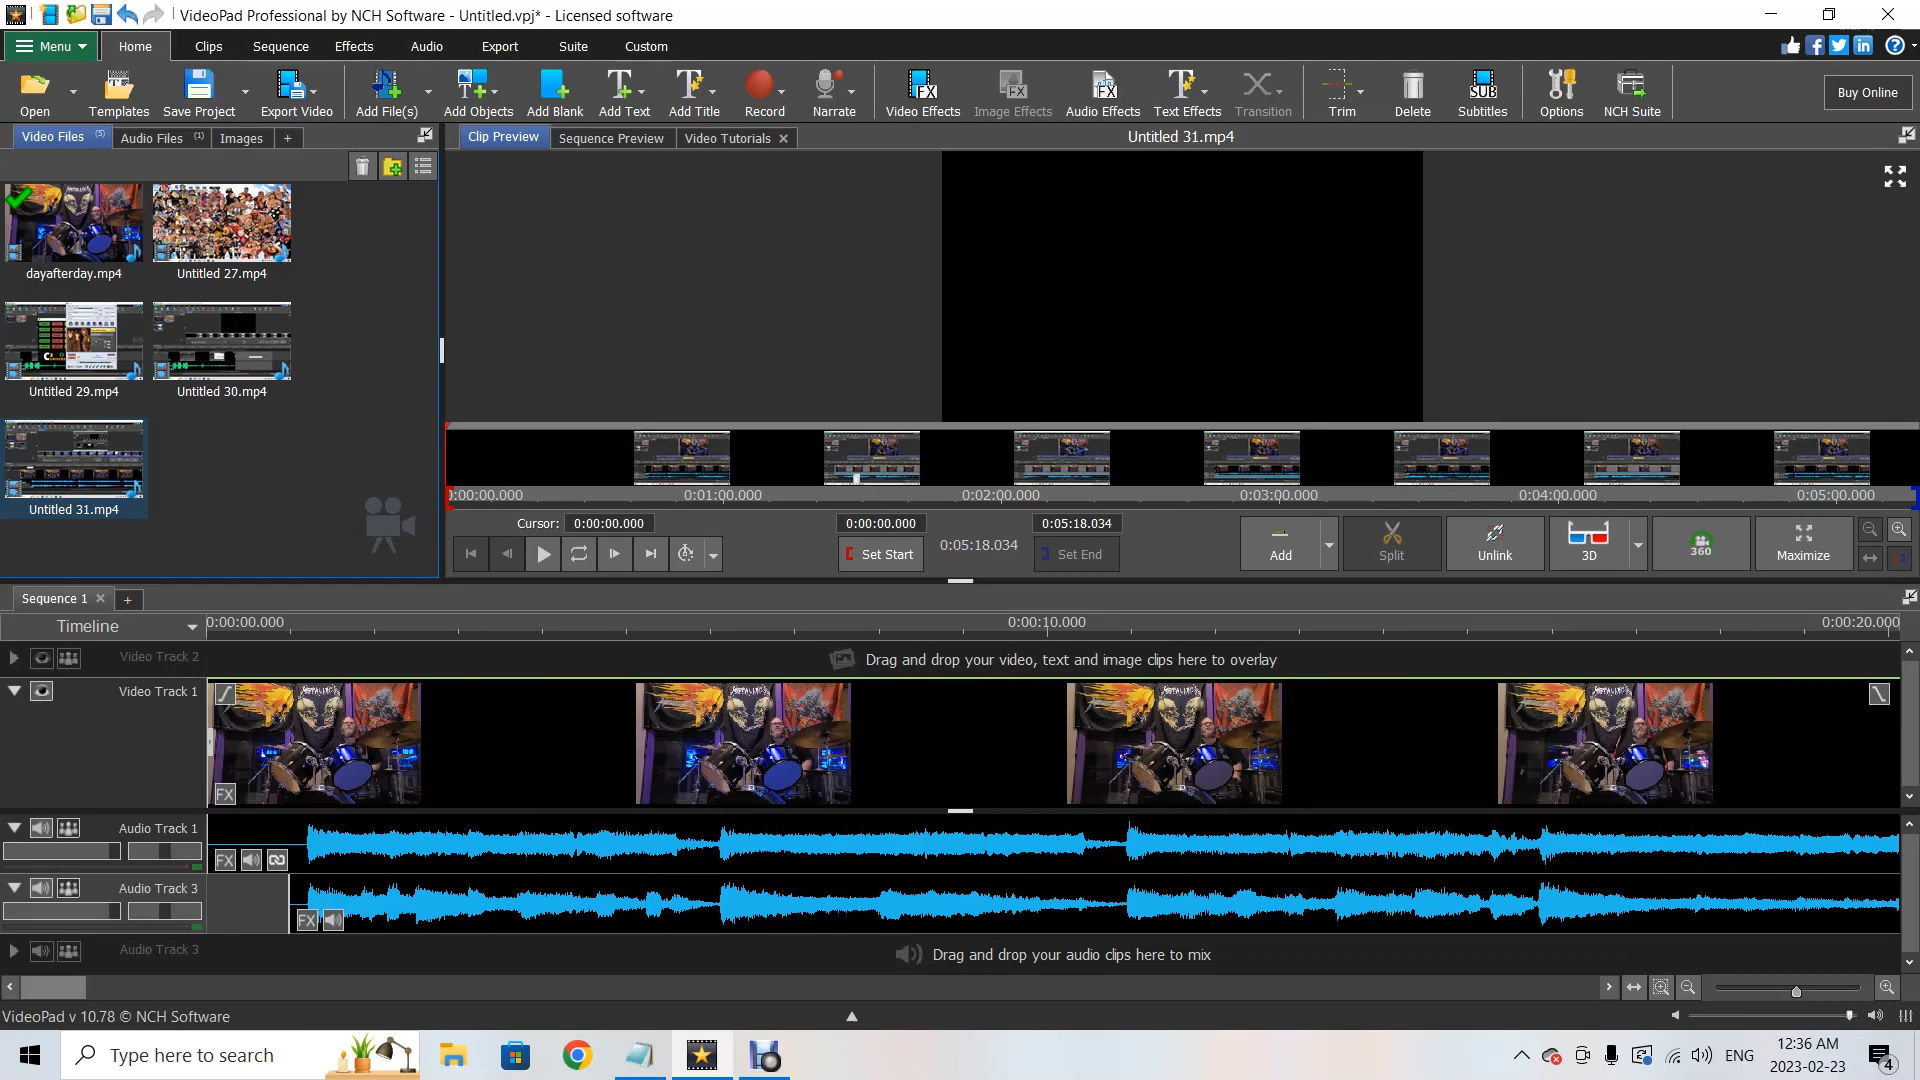 VideoPad Professional by NCH Software - Untitled.vpj* - Licensed software
Menu Home Clips Sequence Effects Audio Export Suite Custom
Open Templates Save Project Export Video Add File(s) Add Objects Add Blank Add Text Add Title Record Narrate Video Effects Image Effects Audio Effects Text Effects Transition Trim Delete Subtitles Options NCH Suite Buy Online
Video Files (5) Audio Files (1) Images +
Clip Preview Sequence Preview Video Tutorials Untitled 31.mp4
dayafterday.mp4 Untitled 27.mp4
Untitled 29.mp4 Untitled 30.mp4
Untitled 31.mp4
0:00:00.000 0:01:00.000 0:02:00.000 0:03:00.000 0:04:00.000 0:05:00.000
Cursor: 0:00:00.000 0:00:00.000 0:05:18.034
Set Start 0:05:18.034 Set End Add Split Unlink 3D 360 Maximize
Sequence 1 +
Timeline 0:00:00.000 0:00:10.000 0:00:20.000
Video Track 2 Drag and drop your video, text and image clips here to overlay
Video Track 1
METALLICA
FX
Audio Track 1
FX
Audio Track 3
FX
Audio Track 3 Drag and drop your audio clips here to mix
VideoPad v 10.78 © NCH Software
Type here to search ENG 12:36 AM
2023-02-23 4